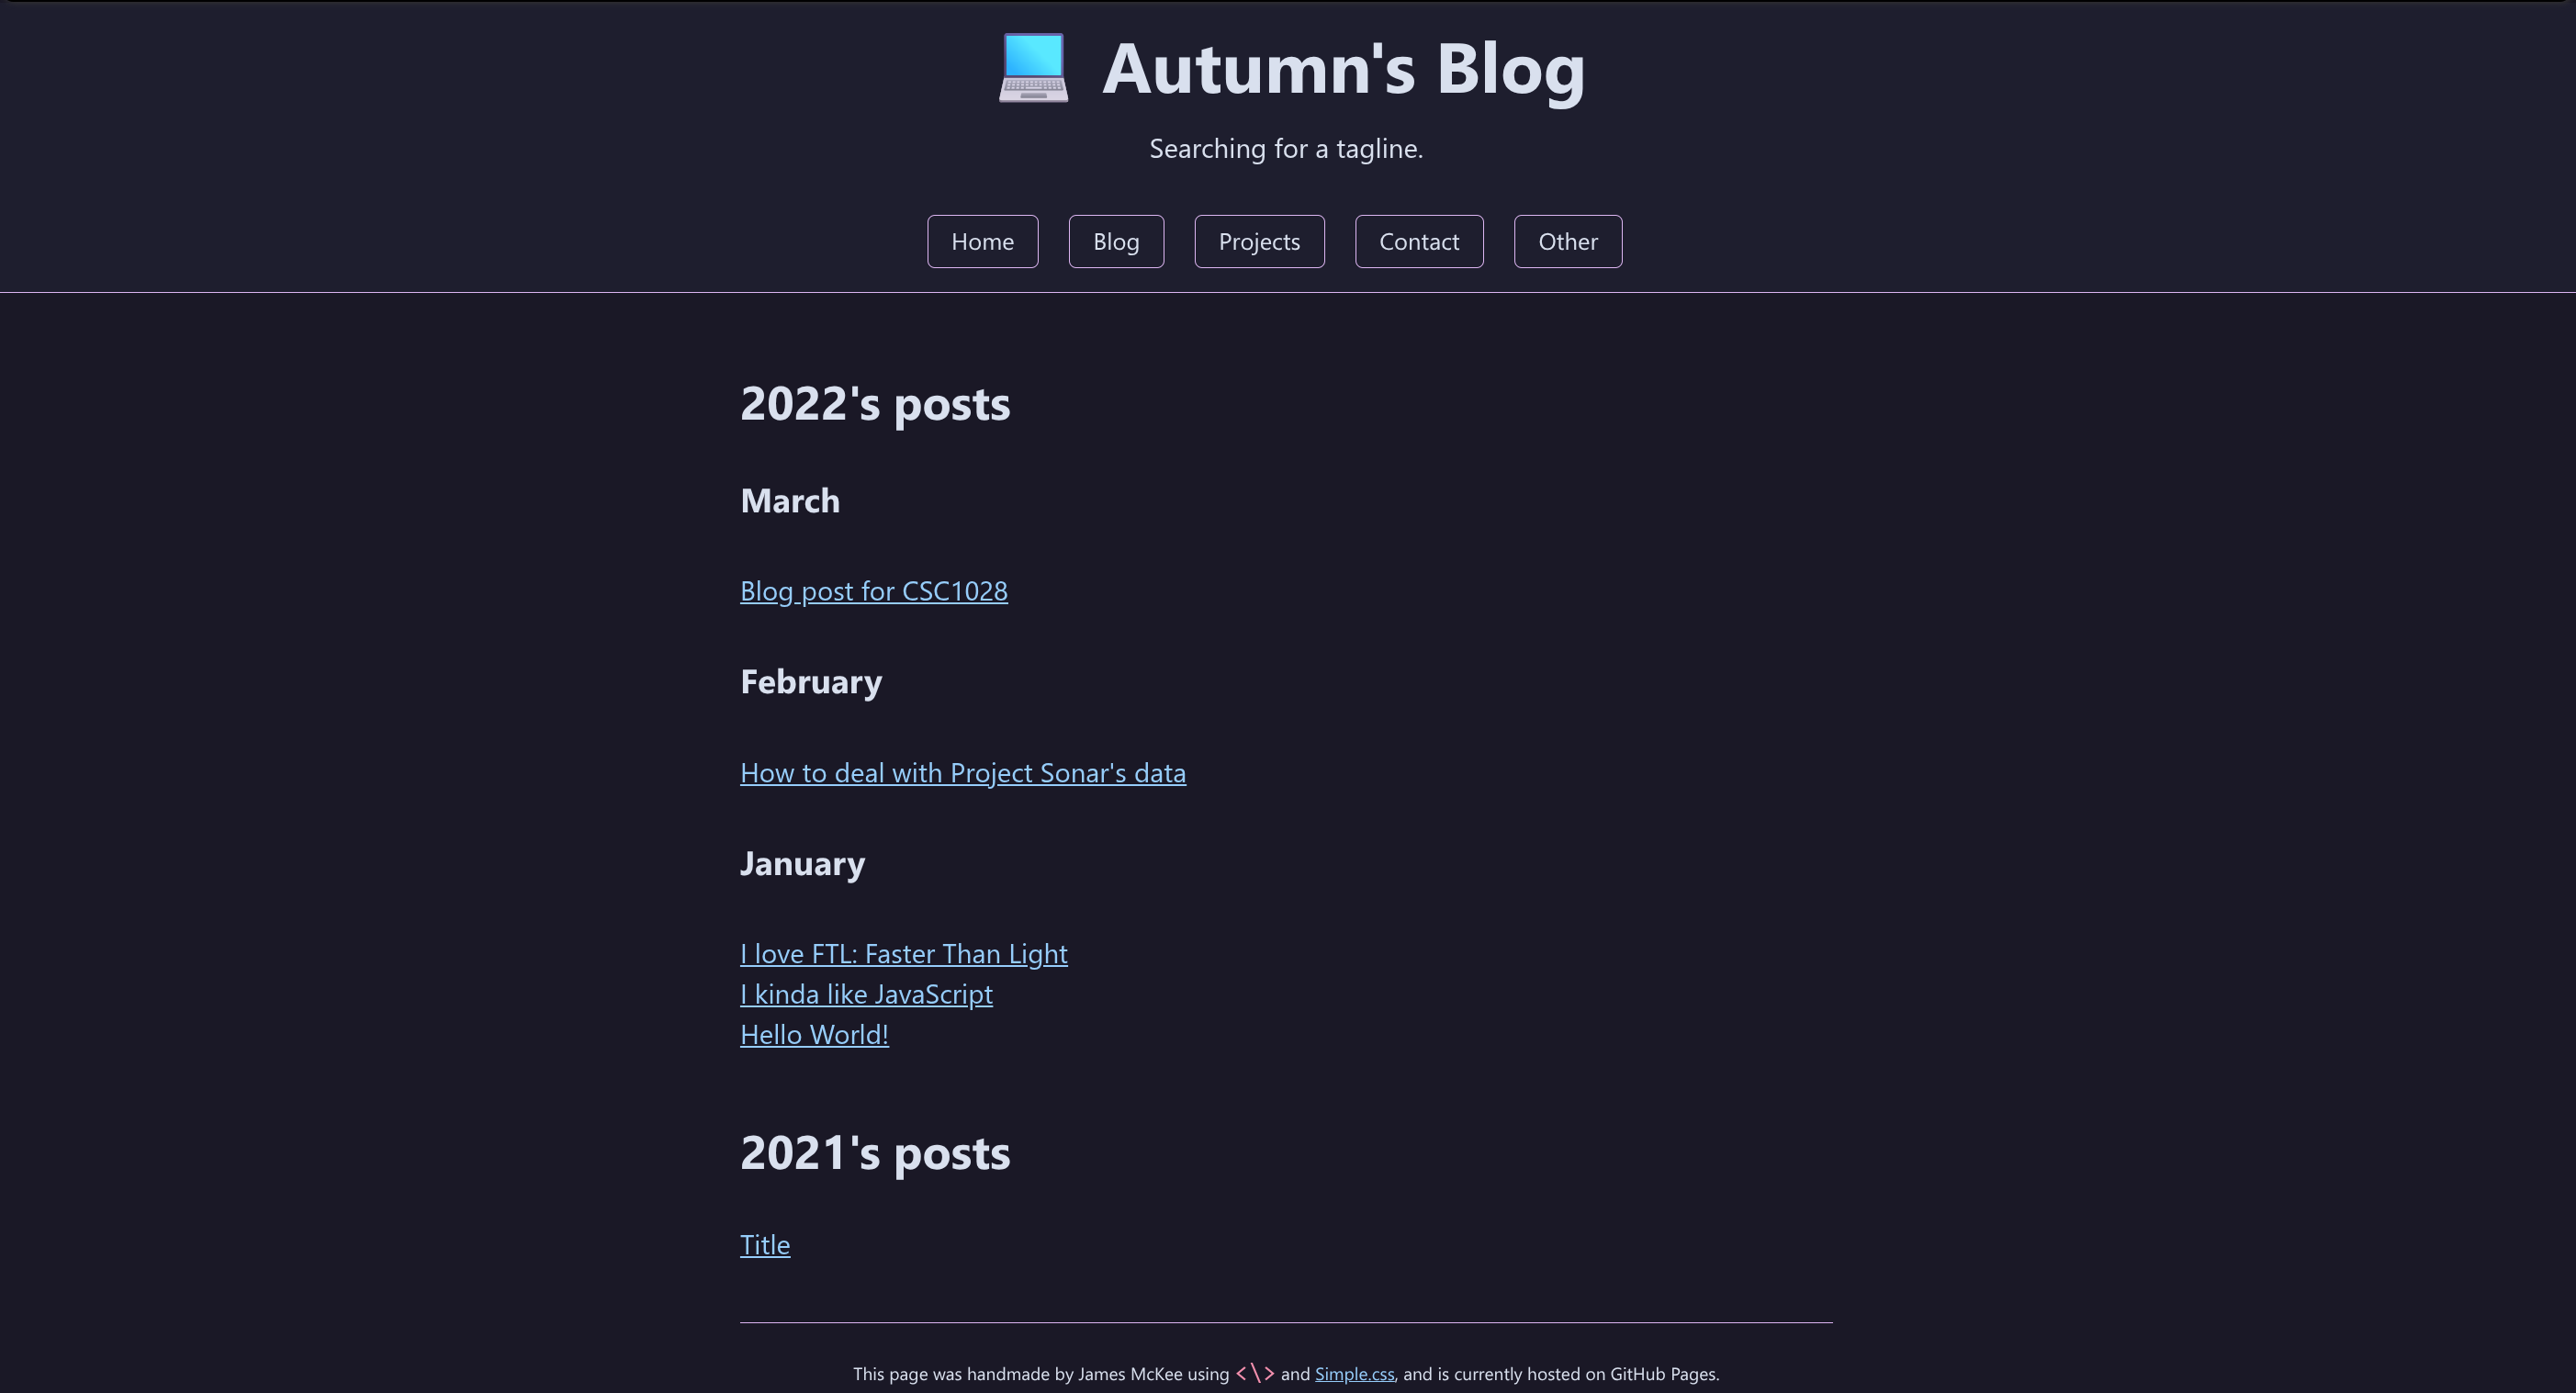 💻 Autumn's Blog
Searching for a tagline.
Home Blog Projects Contact Other
2022's posts
March
Blog post for CSC1028
February
How to deal with Project Sonar's data
January
I love FTL: Faster Than Light
I kinda like JavaScript
Hello World!
2021's posts
Title
This page was handmade by James McKee using <\> and Simple.css, and is currently hosted on GitHub Pages.